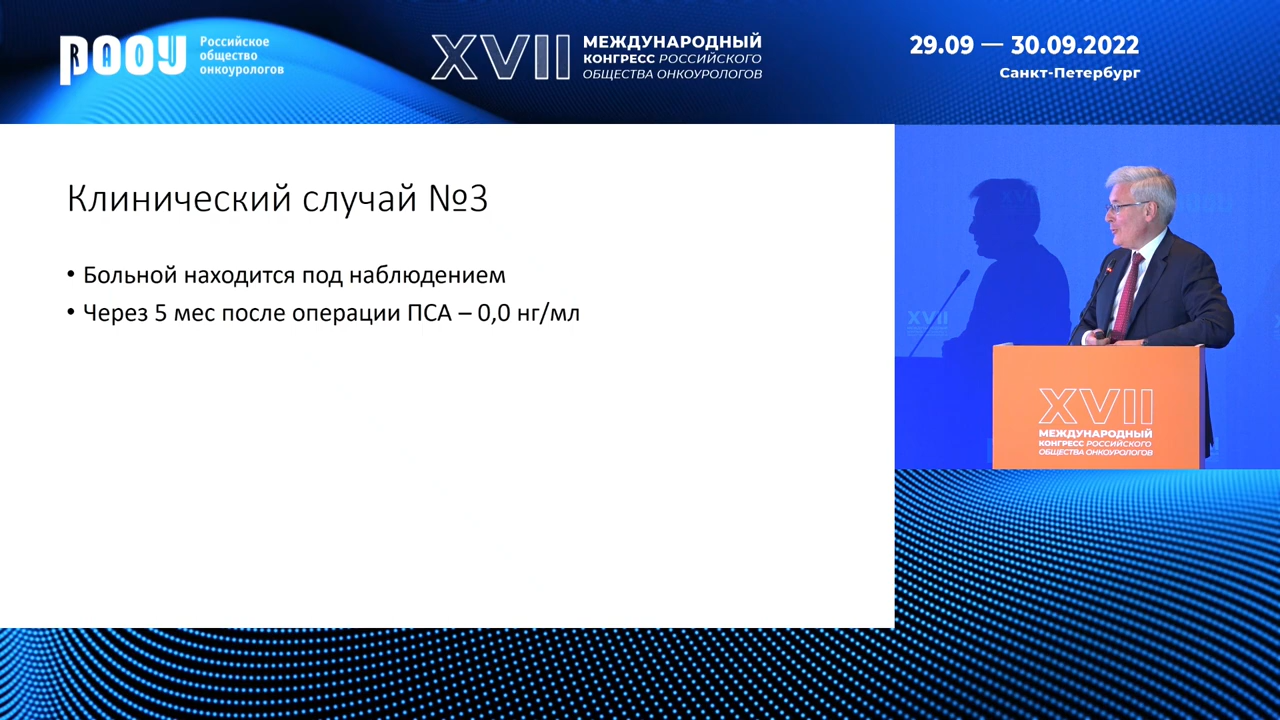 РООУ
RAOU
Российское
общество
онкоурологов
XVII
МЕЖДУНАРОДНЫЙ
КОНГРЕСС РОССИЙСКОГО
ОБЩЕСТВА ОНКОУРОЛОГОВ
29.09 — 30.09.2022
Санкт-Петербург
Клинический случай №3
• Больной находится под наблюдением
• Через 5 мес после операции ПСА – 0,0 нг/мл
XVII
XVII
МЕЖДУНАРОДНЫЙ
КОНГРЕСС РОССИЙСКОГО
ОБЩЕСТВА ОНКОУРОЛОГОВ